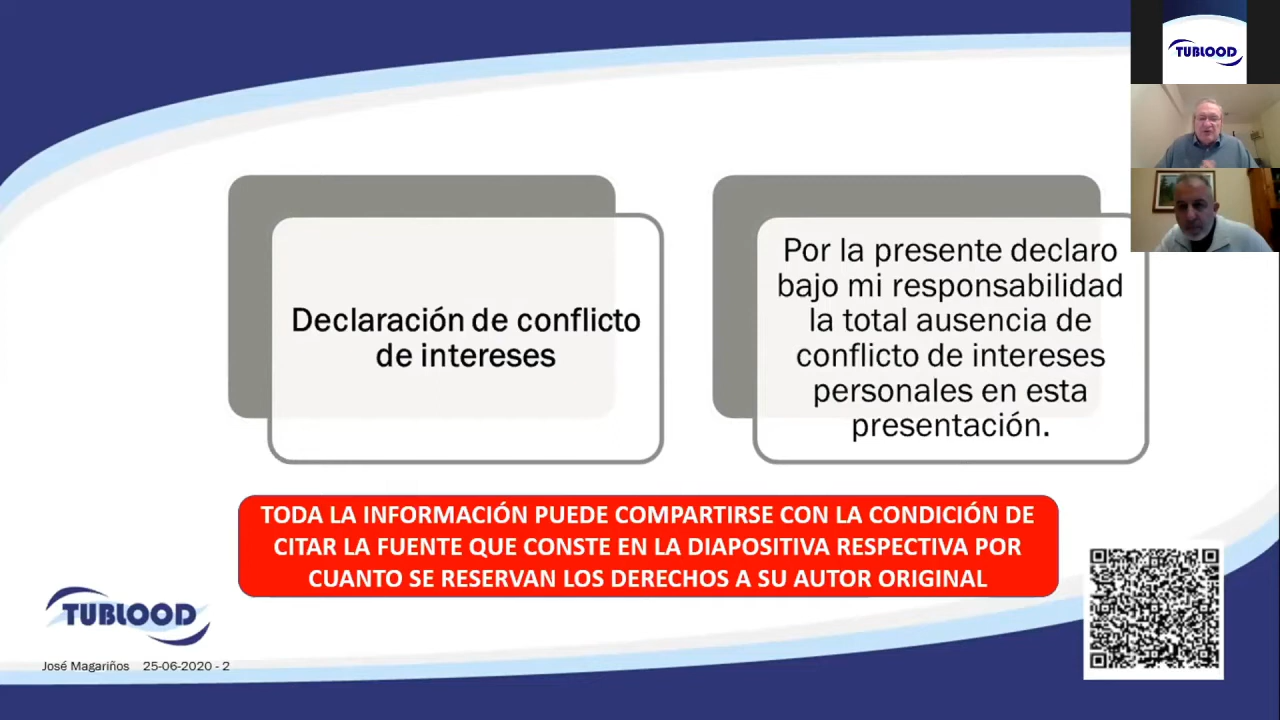 TUBLOOD
Declaración de conflicto
de intereses
Por la presente declaro
bajo mi responsabilidad
la total ausencia de
conflicto de intereses
personales en esta
presentación.
TODA LA INFORMACIÓN PUEDE COMPARTIRSE CON LA CONDICIÓN DE
CITAR LA FUENTE QUE CONSTE EN LA DIAPOSITIVA RESPECTIVA POR
CUANTO SE RESERVAN LOS DERECHOS A SU AUTOR ORIGINAL
TUBLOOD
José Magariños 25-06-2020 - 2